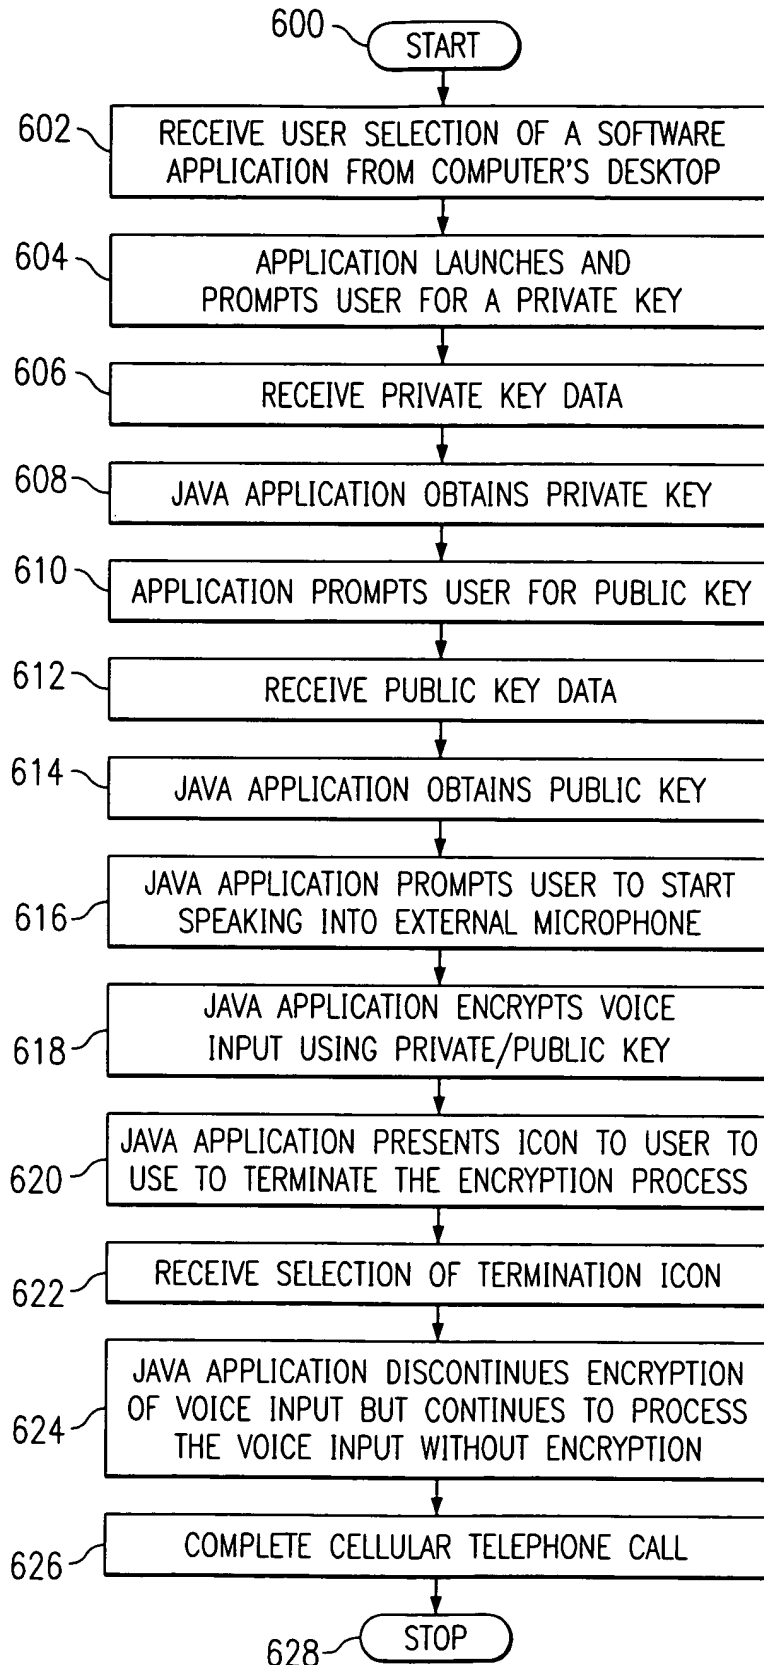 600
START
602
RECEIVE USER SELECTION OF A SOFTWARE
APPLICATION FROM COMPUTER'S DESKTOP
604
APPLICATION LAUNCHES AND
PROMPTS USER FOR A PRIVATE KEY
606
RECEIVE PRIVATE KEY DATA
608
JAVA APPLICATION OBTAINS PRIVATE KEY
610
APPLICATION PROMPTS USER FOR PUBLIC KEY
612
RECEIVE PUBLIC KEY DATA
614
JAVA APPLICATION OBTAINS PUBLIC KEY
616
JAVA APPLICATION PROMPTS USER TO START
SPEAKING INTO EXTERNAL MICROPHONE
618
JAVA APPLICATION ENCRYPTS VOICE
INPUT USING PRIVATE/PUBLIC KEY
620
JAVA APPLICATION PRESENTS ICON TO USER TO
USE TO TERMINATE THE ENCRYPTION PROCESS
622
RECEIVE SELECTION OF TERMINATION ICON
624
JAVA APPLICATION DISCONTINUES ENCRYPTION
OF VOICE INPUT BUT CONTINUES TO PROCESS
THE VOICE INPUT WITHOUT ENCRYPTION
626
COMPLETE CELLULAR TELEPHONE CALL
628
STOP